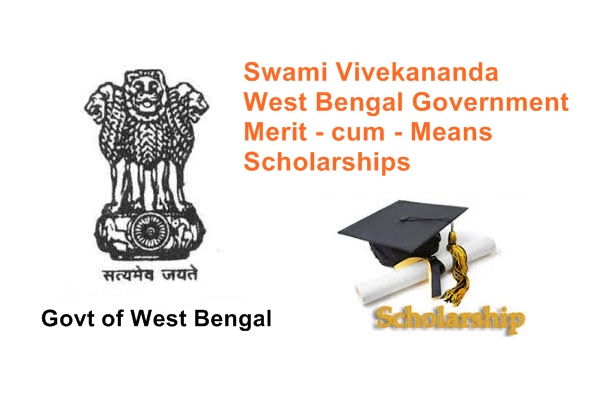 Swami Vivekananda
West Bengal Government
Merit - cum - Means
Scholarships
सत्यमेव जयते
Govt of West Bengal
Scholarship